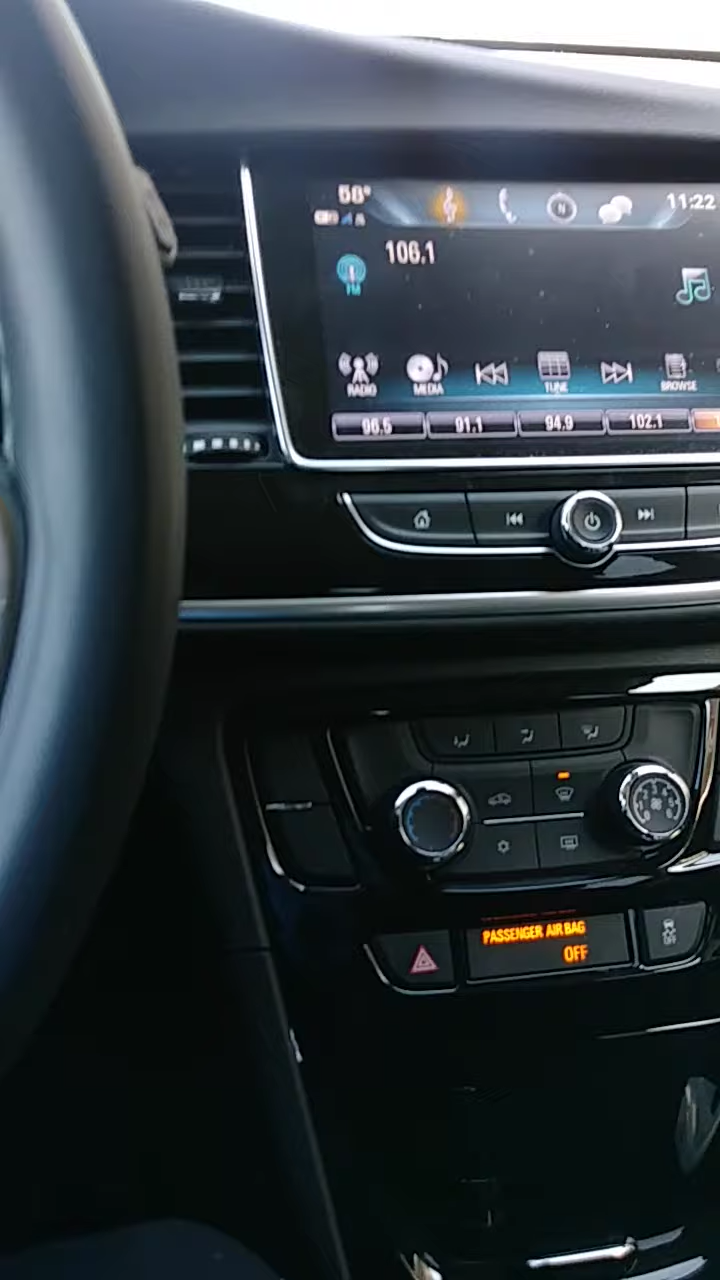 58°
11:22
N
106.1
FM
RADIO
MEDIA
TUNE
BROWSE
96.5
91.1
94.9
102.1
PASSENGER AIR BAG
OFF
OFF